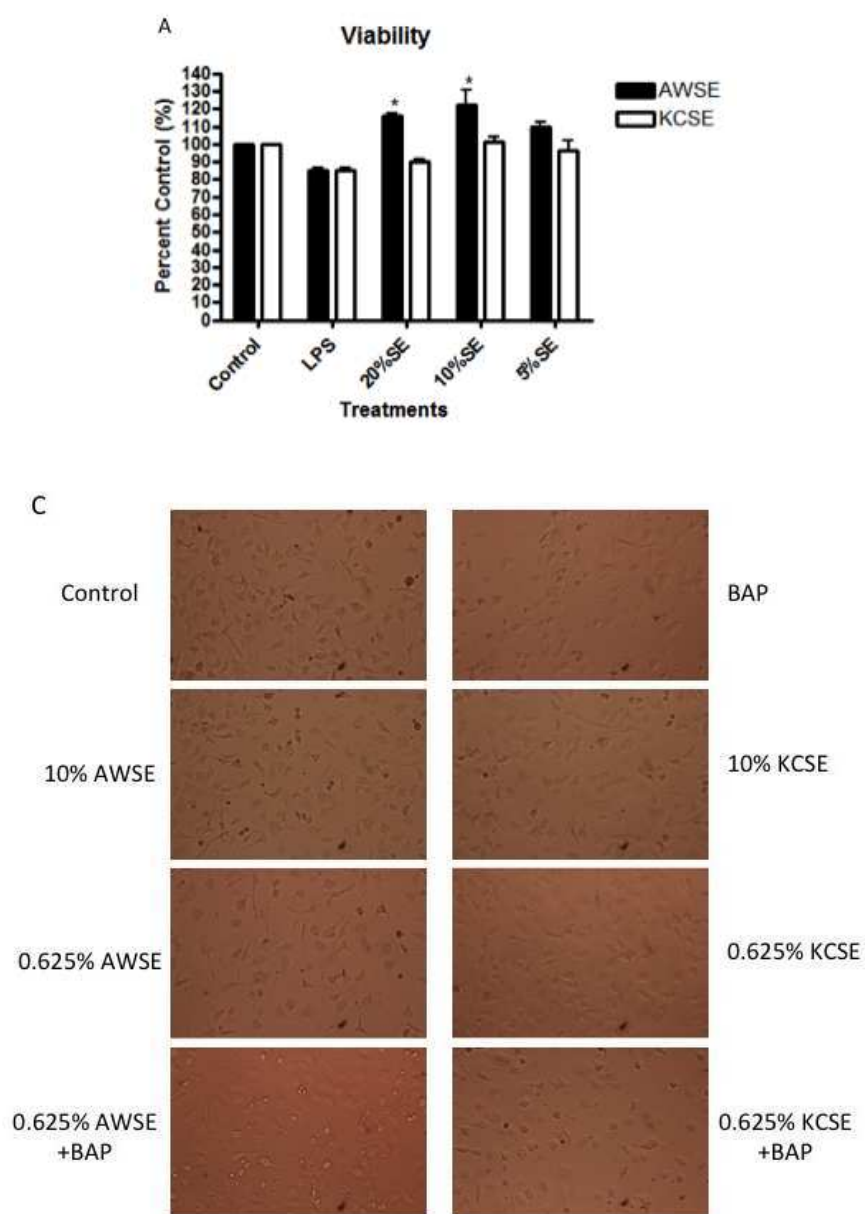 A
Viability
140
130
120
110
100
90
80
70
60
50
40
30
20
10
0
Percent Control (%)
*
*
AWSE
KCSE
Control
LPS
20%SE
10%SE
5%SE
Treatments
C
Control
BAP
10% AWSE
10% KCSE
0.625% AWSE
0.625% KCSE
0.625% AWSE
+BAP
0.625% KCSE
+BAP